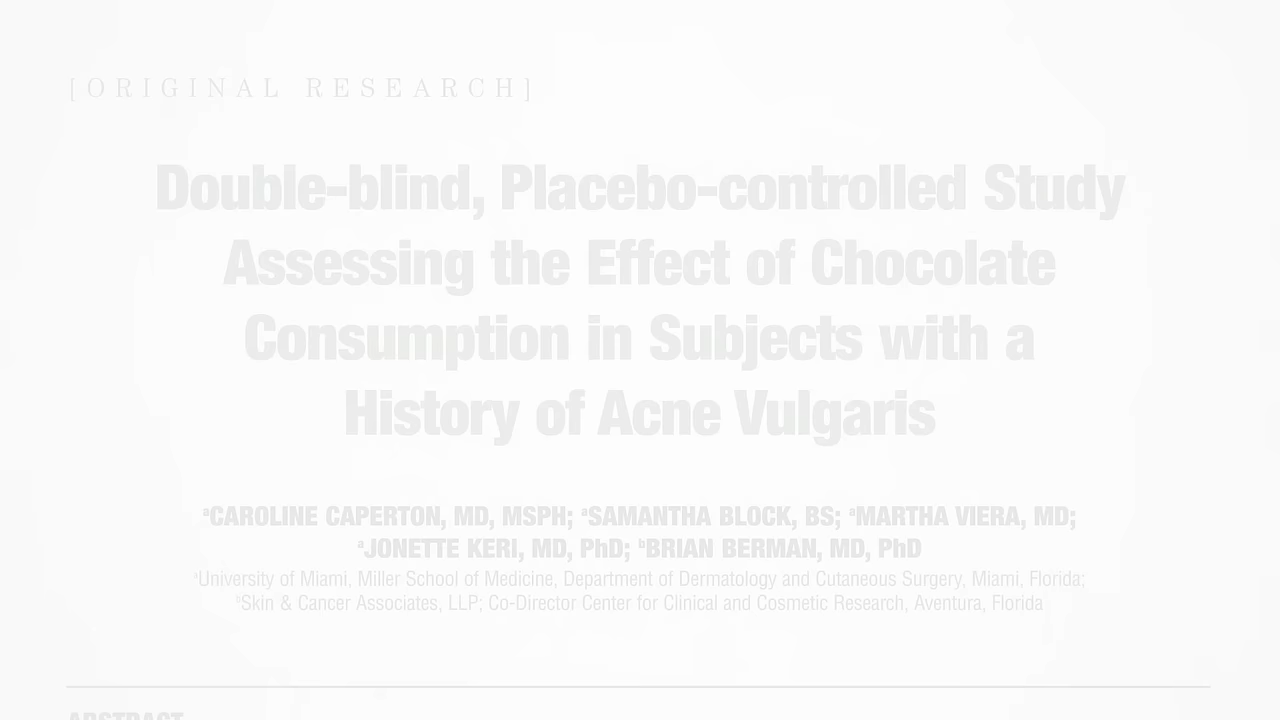 [ORIGINAL RESEARCH]
Double-blind, Placebo-controlled Study
Assessing the Effect of Chocolate
Consumption in Subjects with a
History of Acne Vulgaris
ᵃCAROLINE CAPERTON, MD, MSPH; ᵃSAMANTHA BLOCK, BS; ᵃMARTHA VIERA, MD;
ᵃJONETTE KERI, MD, PhD; ᵇBRIAN BERMAN, MD, PhD
ᵃUniversity of Miami, Miller School of Medicine, Department of Dermatology and Cutaneous Surgery, Miami, Florida;
ᵇSkin & Cancer Associates, LLP; Co-Director Center for Clinical and Cosmetic Research, Aventura, Florida
ABSTRACT